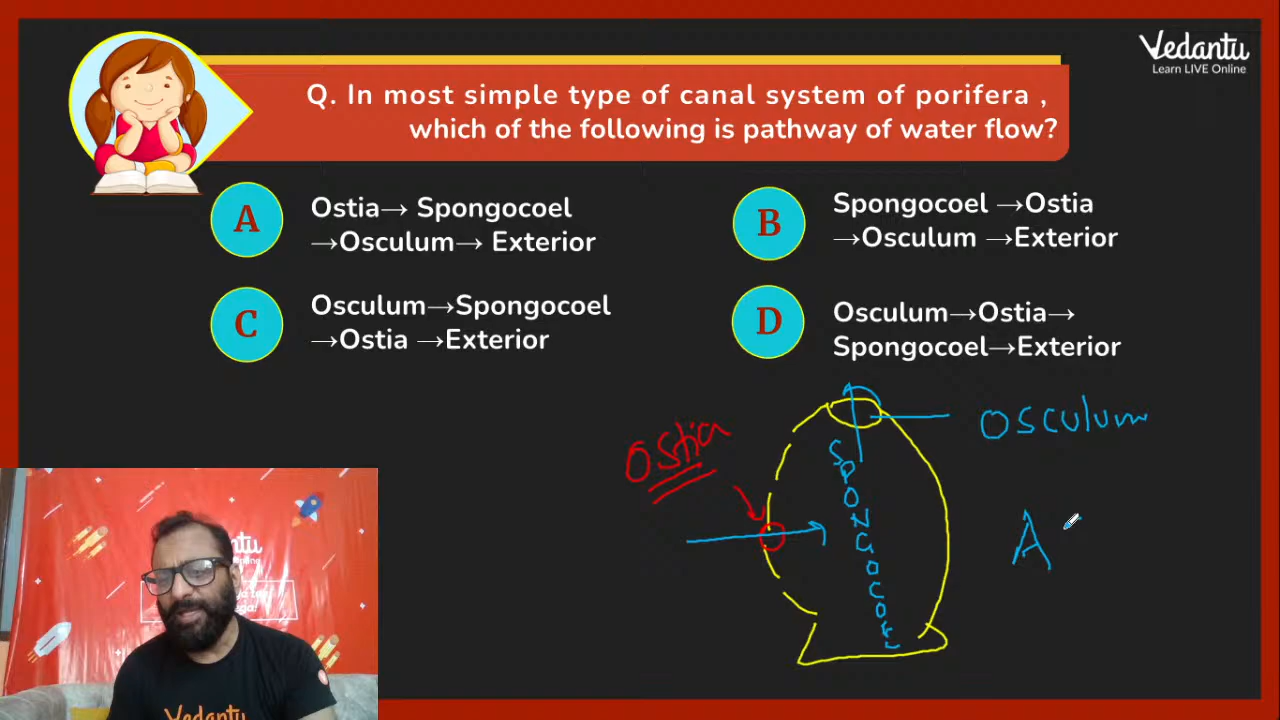 Vedantu
Learn LIVE Online
Q. In most simple type of canal system of porifera ,
which of the following is pathway of water flow?
A
Ostia→ Spongocoel
→Osculum→ Exterior
B
Spongocoel →Ostia
→Osculum →Exterior
C
Osculum→Spongocoel
→Ostia →Exterior
D
Osculum→Ostia→
Spongocoel→Exterior
Ostia
OSCULUM
SPONGOCOEL
A
Vedantu